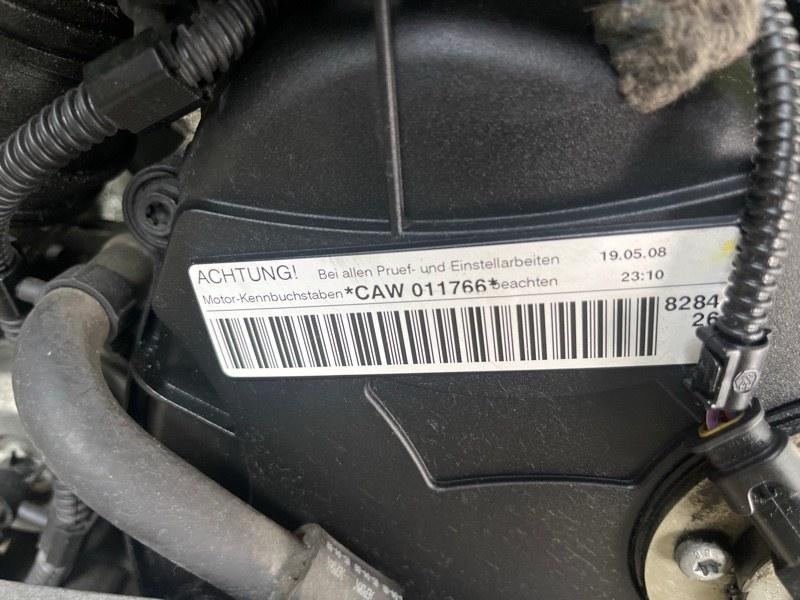 ACHTUNG! Bei allen Pruef- und Einstellarbeiten 19.05.08
Motor-Kennbuchstaben *CAW 011766* beachten 23:10
8284
26